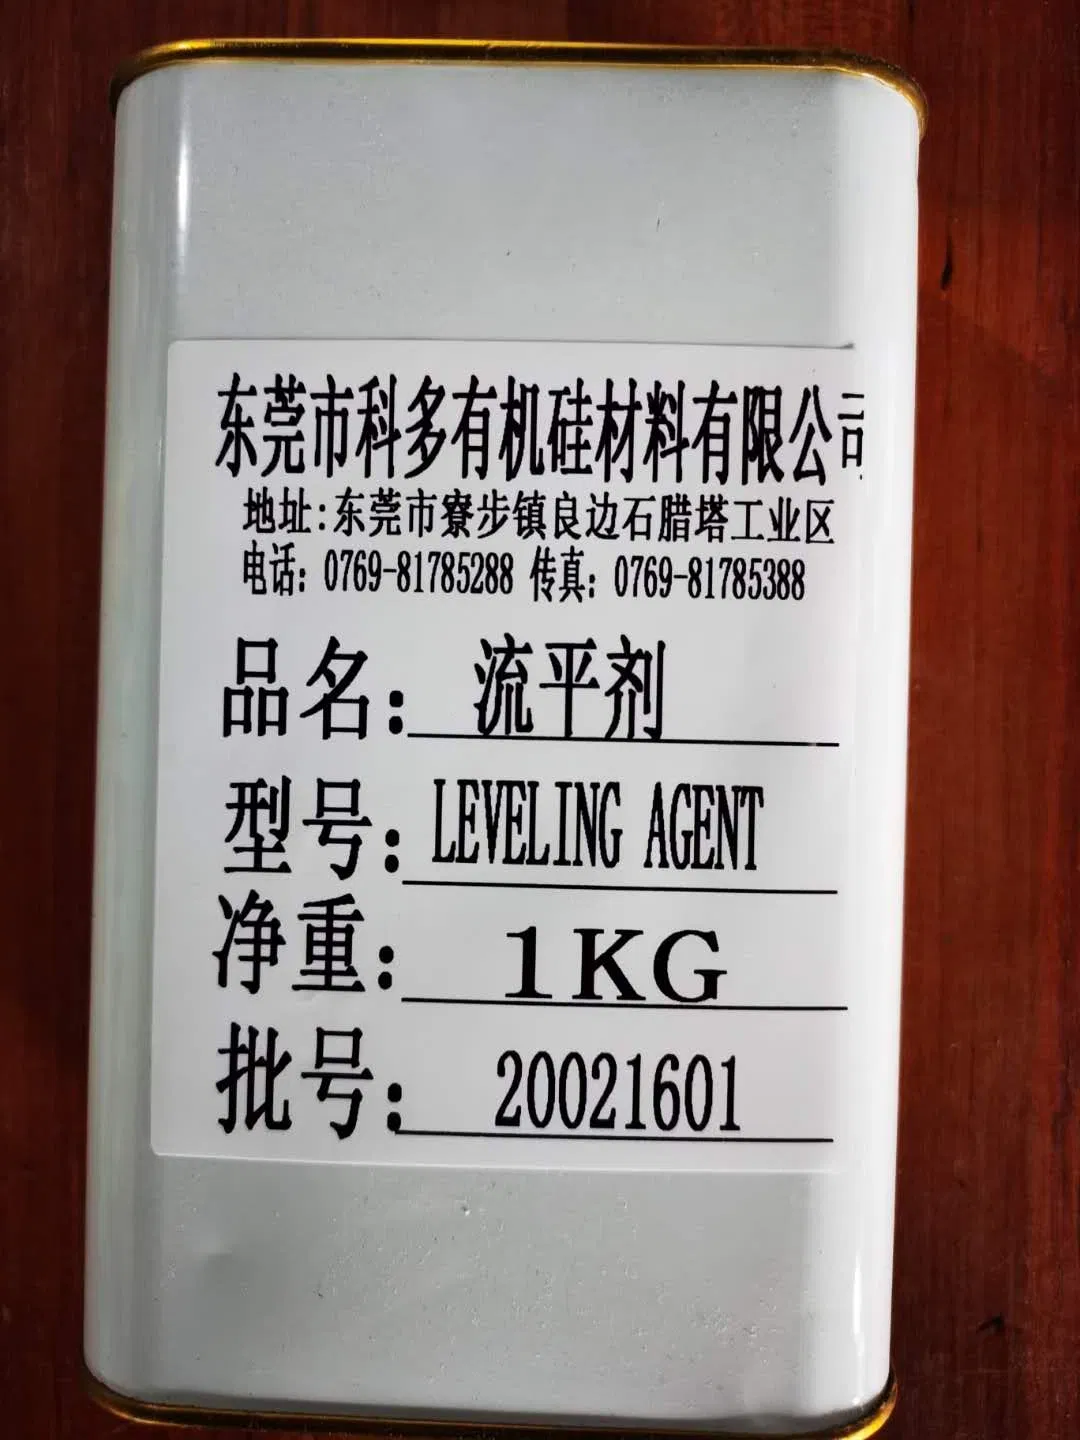 东莞市科多有机硅材料有限公司
地址:东莞市寮步镇良边石腊塔工业区
电话: 0769-81785288 传真: 0769-81785388
品名: 流平剂
型号: LEVELING AGENT
净重: 1KG
批号: 20021601